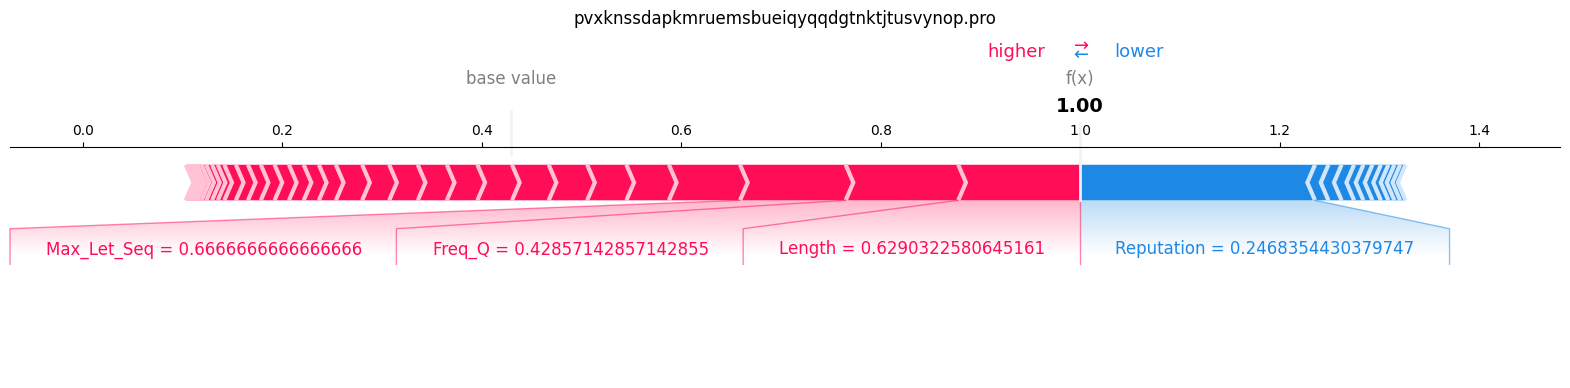 pvxknssdapkmruemsbueiqyqqdgtnktjtusvynop.pro
higher ⇄ lower
base value f(x)
1.00
0.0 0.2 0.4 0.6 0.8 1.0 1.2 1.4
Max_Let_Seq = 0.6666666666666666 Freq_Q = 0.42857142857142855 Length = 0.6290322580645161 Reputation = 0.2468354430379747